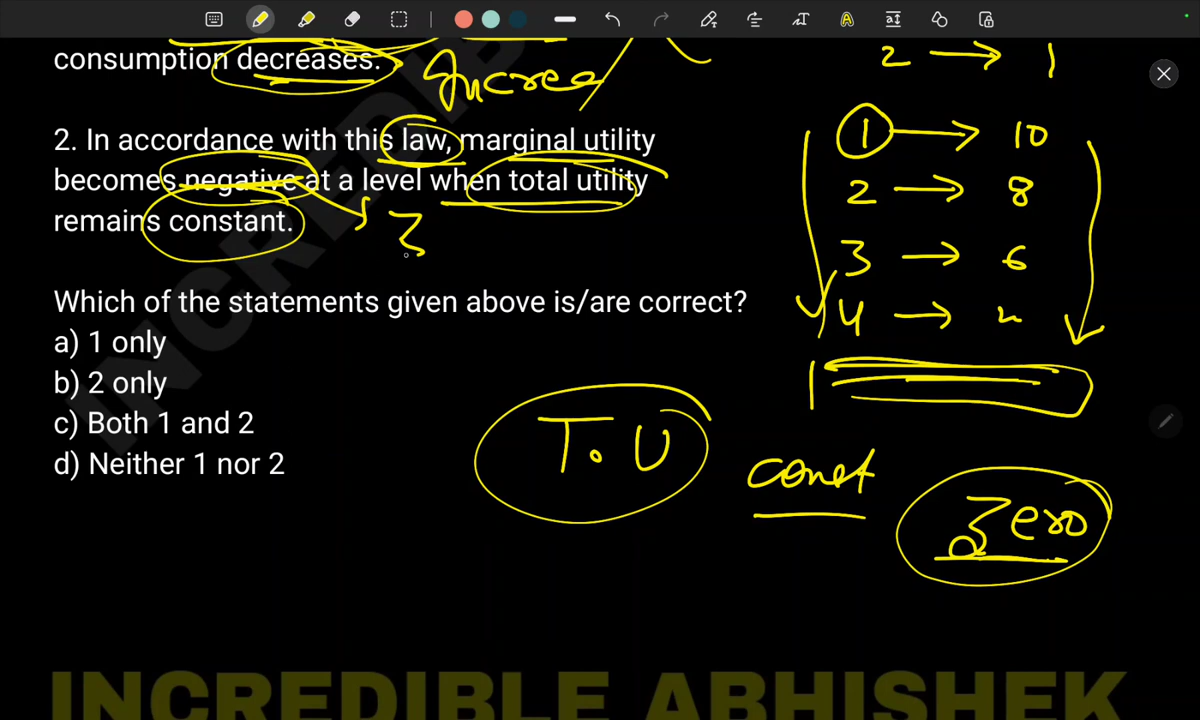 consumption decreases.
Increa
2 → 1
2. In accordance with this law, marginal utility
becomes negative at a level when total utility
remains constant.
1 → 10
2 → 8
3 → 6
4 →
Which of the statements given above is/are correct?
a) 1 only
b) 2 only
c) Both 1 and 2
d) Neither 1 nor 2
T.U
const
Zero
INCREDIBLE ABHISHEK